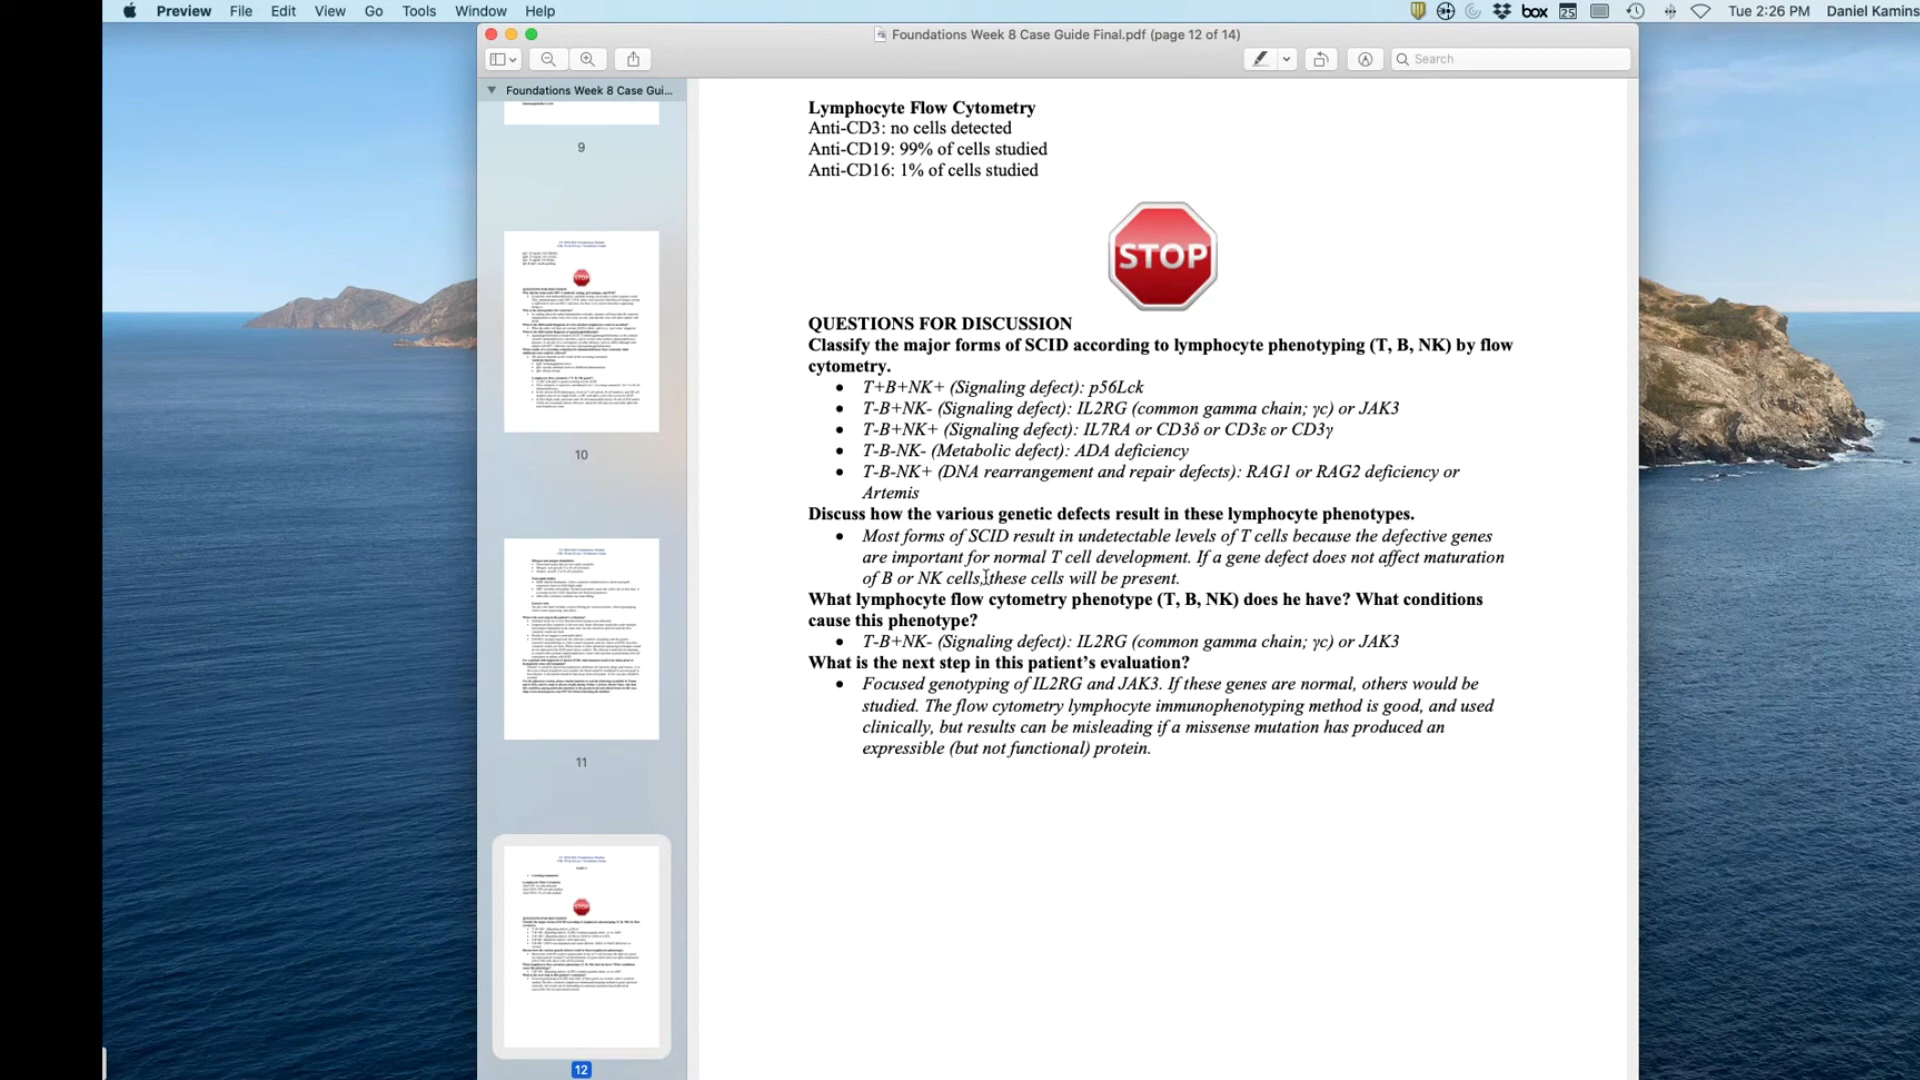 Preview File Edit View Go Tools Window Help
box 25 Tue 2:26 PM Daniel Kamins
Foundations Week 8 Case Guide Final.pdf (page 12 of 14)
Search
Foundations Week 8 Case Gui...
9
10
11
12
Lymphocyte Flow Cytometry
Anti-CD3: no cells detected
Anti-CD19: 99% of cells studied
Anti-CD16: 1% of cells studied
STOP
QUESTIONS FOR DISCUSSION
Classify the major forms of SCID according to lymphocyte phenotyping (T, B, NK) by flow
cytometry.
• T+B+NK+ (Signaling defect): p56Lck
• T-B+NK- (Signaling defect): IL2RG (common gamma chain; γc) or JAK3
• T-B+NK+ (Signaling defect): IL7RA or CD3δ or CD3ε or CD3γ
• T-B-NK- (Metabolic defect): ADA deficiency
• T-B-NK+ (DNA rearrangement and repair defects): RAG1 or RAG2 deficiency or
Artemis
Discuss how the various genetic defects result in these lymphocyte phenotypes.
• Most forms of SCID result in undetectable levels of T cells because the defective genes
are important for normal T cell development. If a gene defect does not affect maturation
of B or NK cells, these cells will be present.
What lymphocyte flow cytometry phenotype (T, B, NK) does he have? What conditions
cause this phenotype?
• T-B+NK- (Signaling defect): IL2RG (common gamma chain; γc) or JAK3
What is the next step in this patient's evaluation?
• Focused genotyping of IL2RG and JAK3. If these genes are normal, others would be
studied. The flow cytometry lymphocyte immunophenotyping method is good, and used
clinically, but results can be misleading if a missense mutation has produced an
expressible (but not functional) protein.